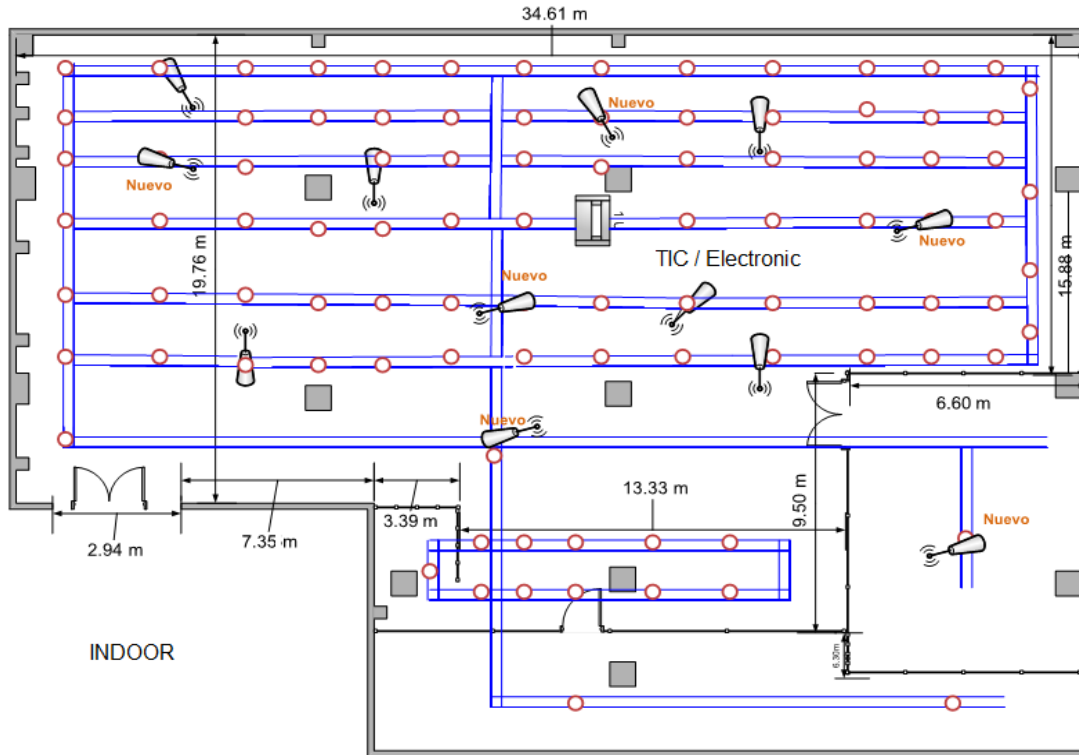 34.61 m
Nuevo
Nuevo
19.76 m
TIC / Electronic
Nuevo
15.88 m
Nuevo
6.60 m
Nuevo
13.33 m
9.50 m
3.39 m
7.35 m
2.94 m
Nuevo
INDOOR
6.30m